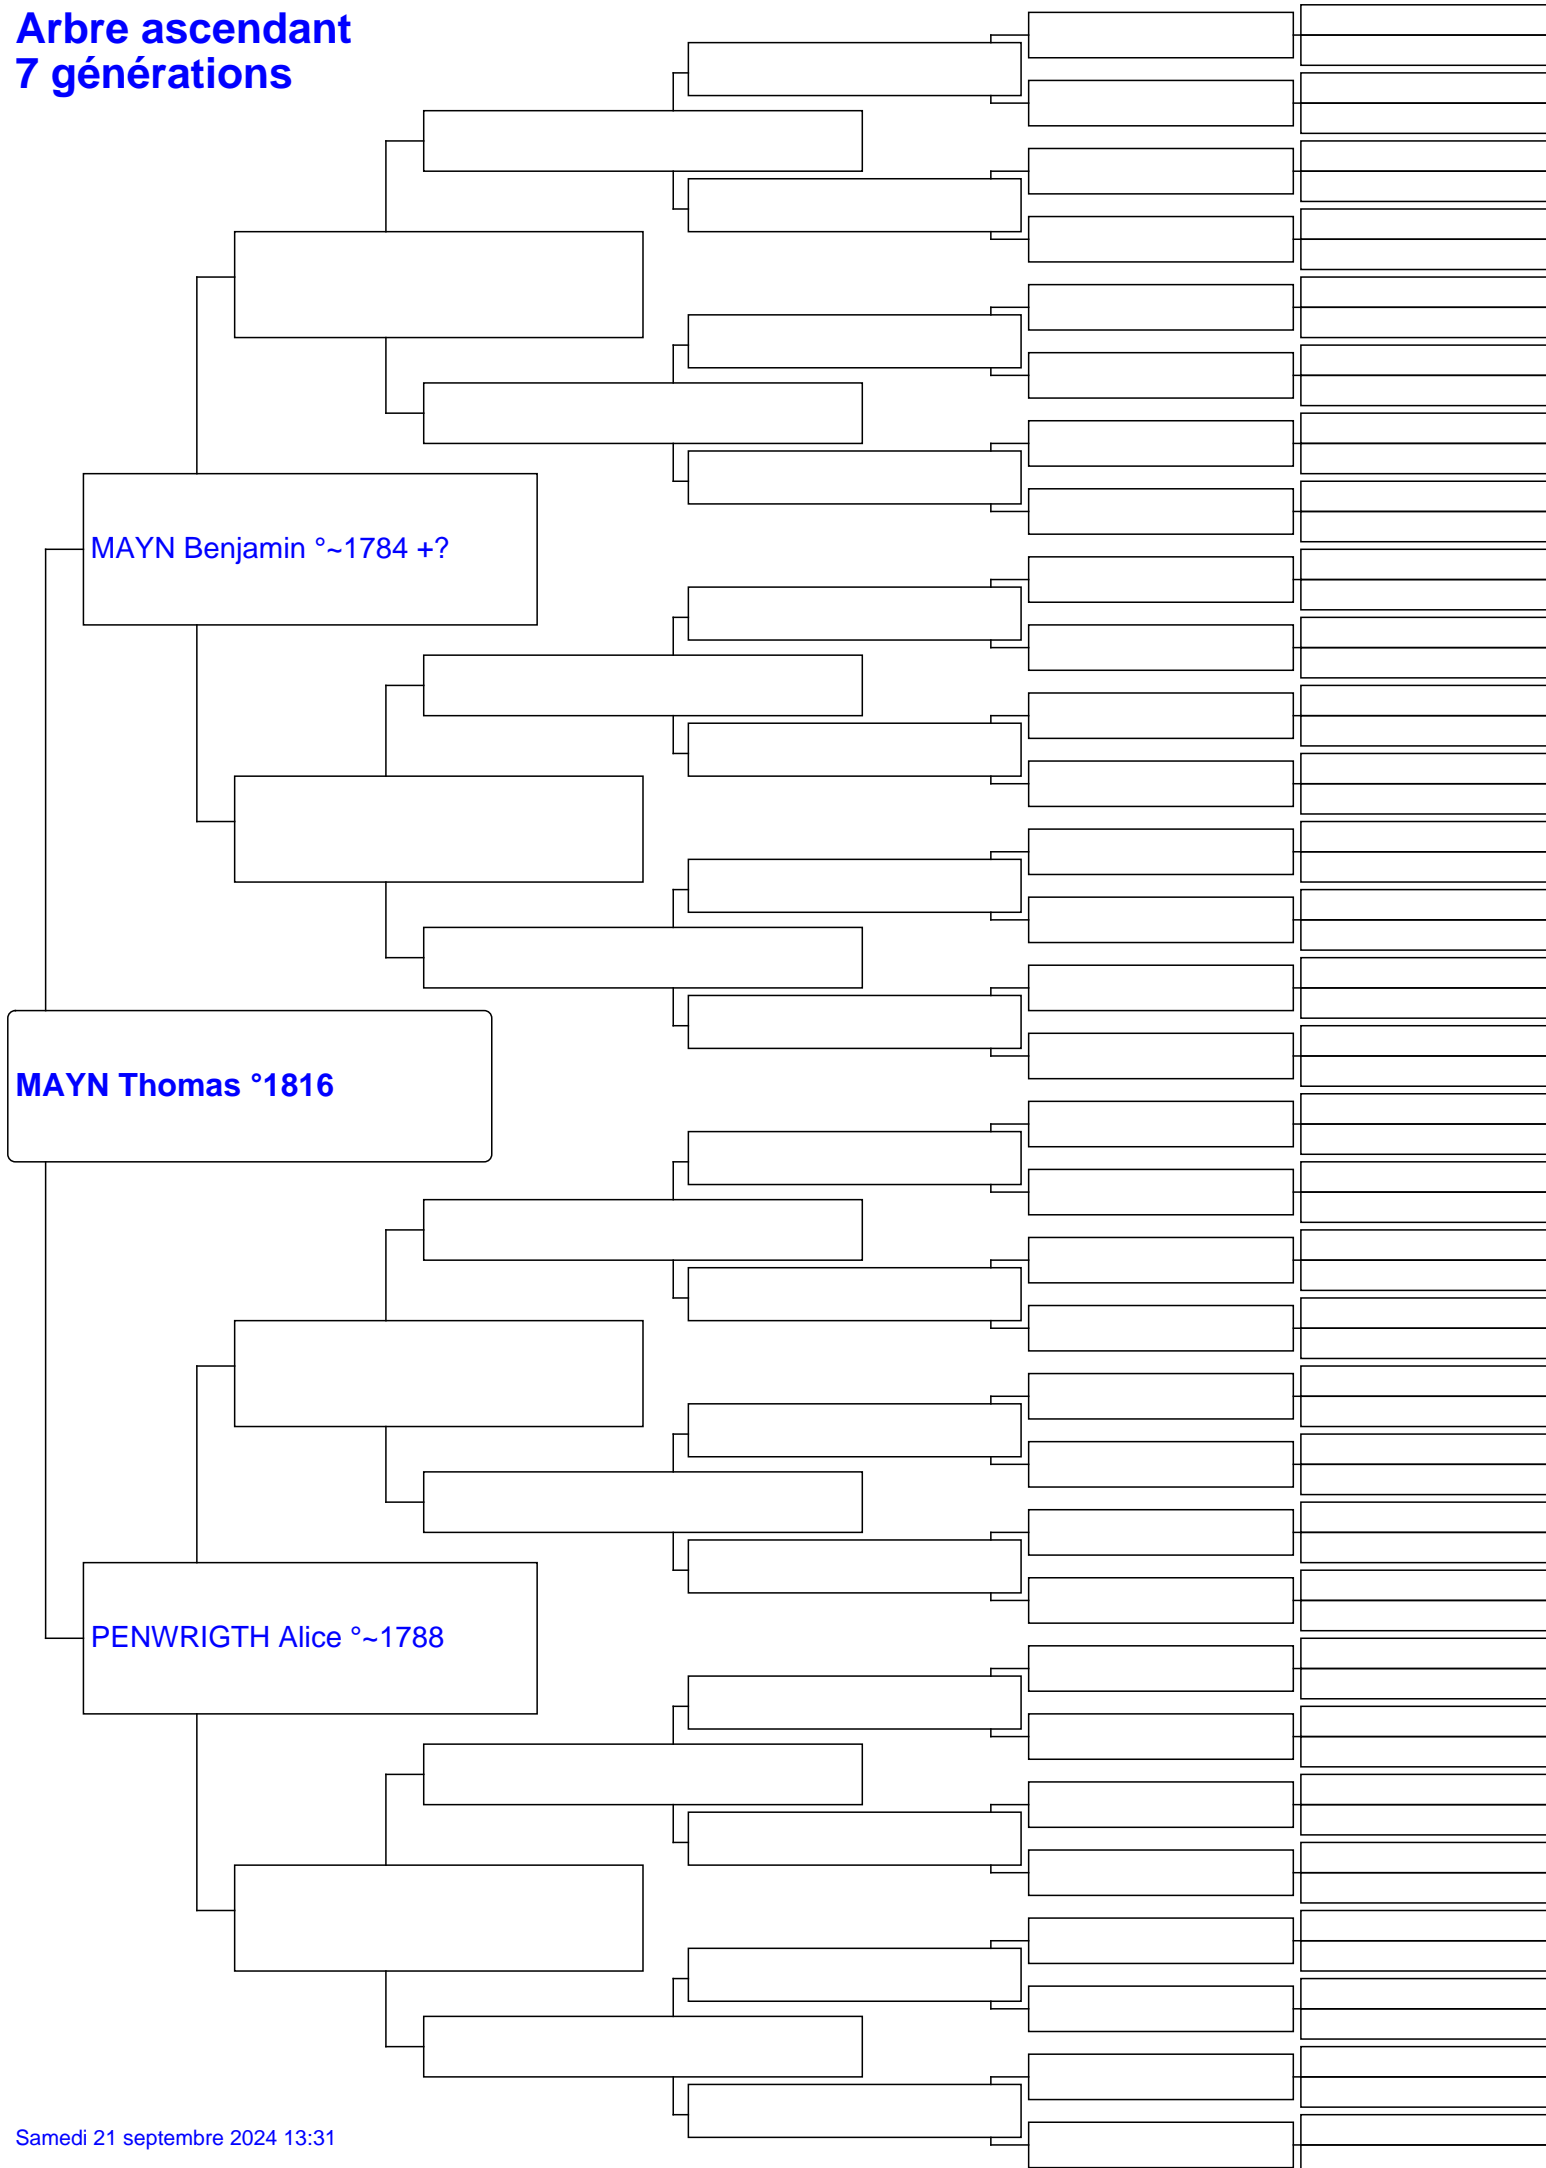 Arbre ascendant
7 générations
MAYN Benjamin °~1784 +?
MAYN Thomas °1816
PENWRIGTH Alice °~1788
Samedi 21 septembre 2024 13:31